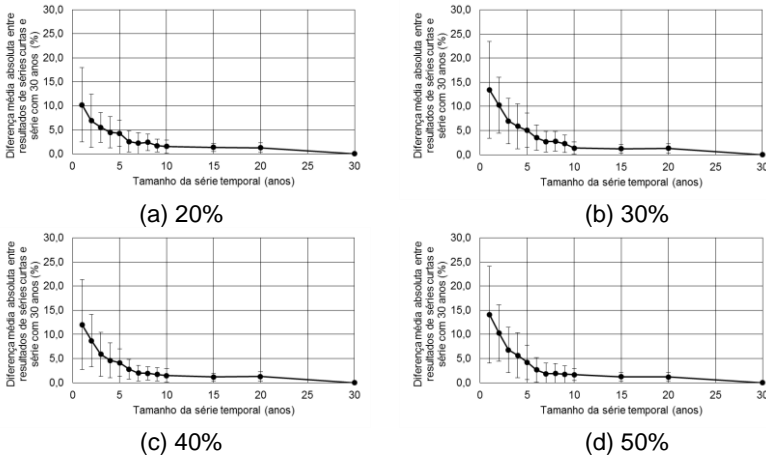 Diferença média absoluta entre
resultados de séries curtas e
série com 30 anos (%)
30,0
25,0
20,0
15,0
10,0
5,0
0,0
0 5 10 15 20 25 30
Tamanho da série temporal (anos)
(a) 20%
Diferença média absoluta entre
resultados de séries curtas e
série com 30 anos (%)
30,0
25,0
20,0
15,0
10,0
5,0
0,0
0 5 10 15 20 25 30
Tamanho da série temporal (anos)
(b) 30%
Diferença média absoluta entre
resultados de séries curtas e
série com 30 anos (%)
30,0
25,0
20,0
15,0
10,0
5,0
0,0
0 5 10 15 20 25 30
Tamanho da série temporal (anos)
(c) 40%
Diferença média absoluta entre
resultados de séries curtas e
série com 30 anos (%)
30,0
25,0
20,0
15,0
10,0
5,0
0,0
0 5 10 15 20 25 30
Tamanho da série temporal (anos)
(d) 50%